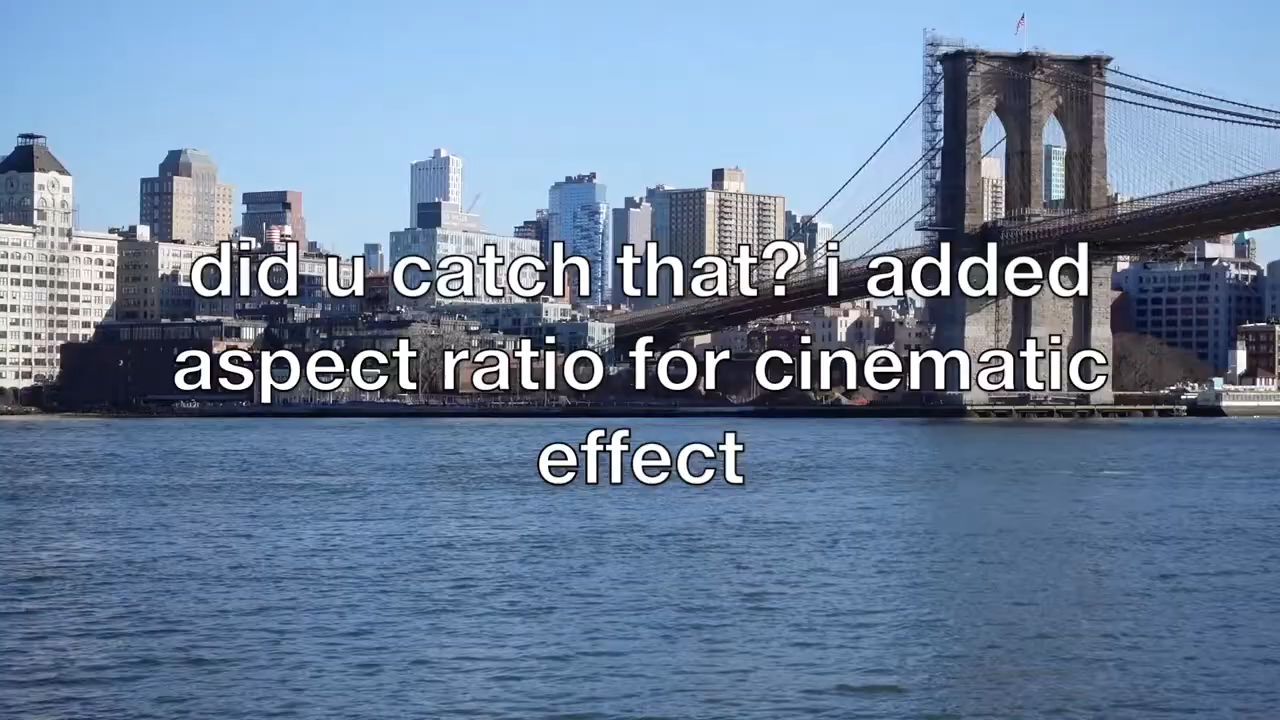 did u catch that? i added
aspect ratio for cinematic
effect